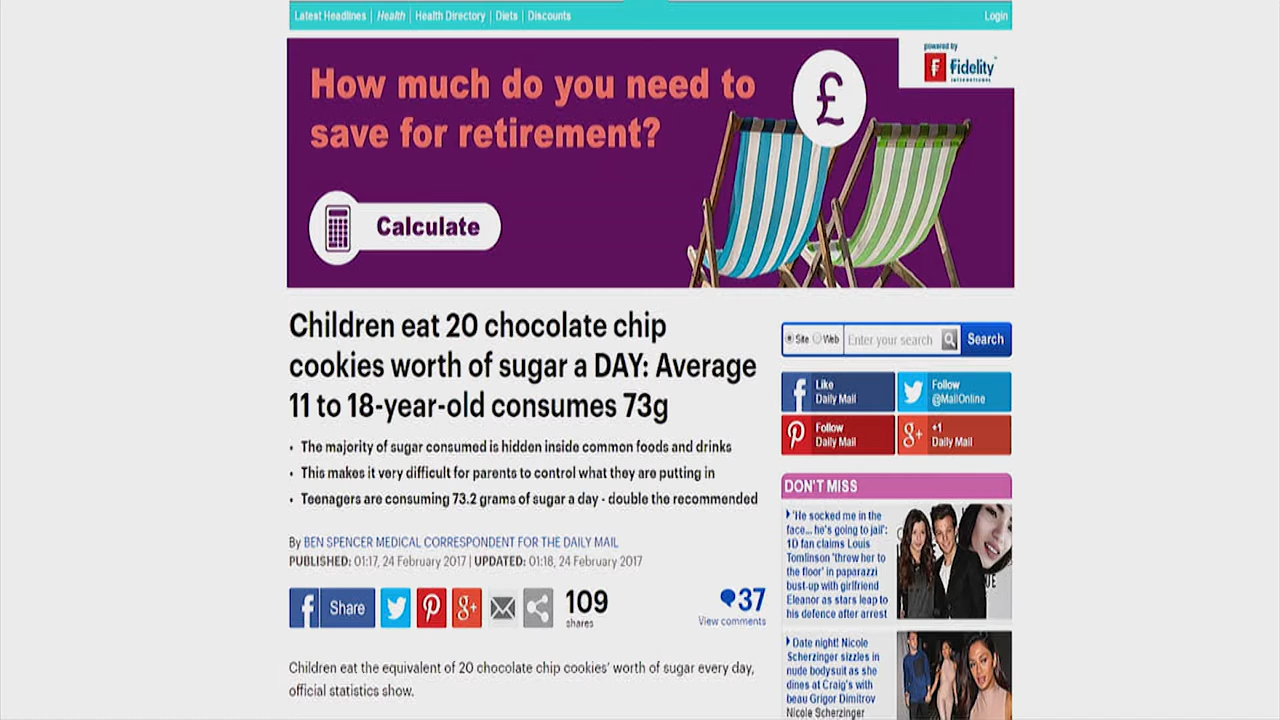 Latest Headlines | Health | Health Directory | Diets | Discounts
Login
How much do you need to
save for retirement?
£
powered by
Fidelity
INTERNATIONAL
Calculate
Children eat 20 chocolate chip
cookies worth of sugar a DAY: Average
11 to 18-year-old consumes 73g
• The majority of sugar consumed is hidden inside common foods and drinks
• This makes it very difficult for parents to control what they are putting in
• Teenagers are consuming 73.2 grams of sugar a day - double the recommended
By BEN SPENCER MEDICAL CORRESPONDENT FOR THE DAILY MAIL
PUBLISHED: 01:17, 24 February 2017 | UPDATED: 01:18, 24 February 2017
Share
109
shares
37
View comments
Children eat the equivalent of 20 chocolate chip cookies' worth of sugar every day,
official statistics show.
Site Web Enter your search Search
Like
Daily Mail
Follow
@MailOnline
Follow
Daily Mail
+1
Daily Mail
DON'T MISS
'He socked me in the
face... he's going to jail':
1D fan claims Louis
Tomlinson 'threw her to
the floor' in paparazzi
bust-up with girlfriend
Eleanor as stars leap to
his defence after arrest
Date night! Nicole
Scherzinger sizzles in
nude bodysuit as she
dines at Craig's with
beau Grigor Dimitrov
Nicole Scherzinger